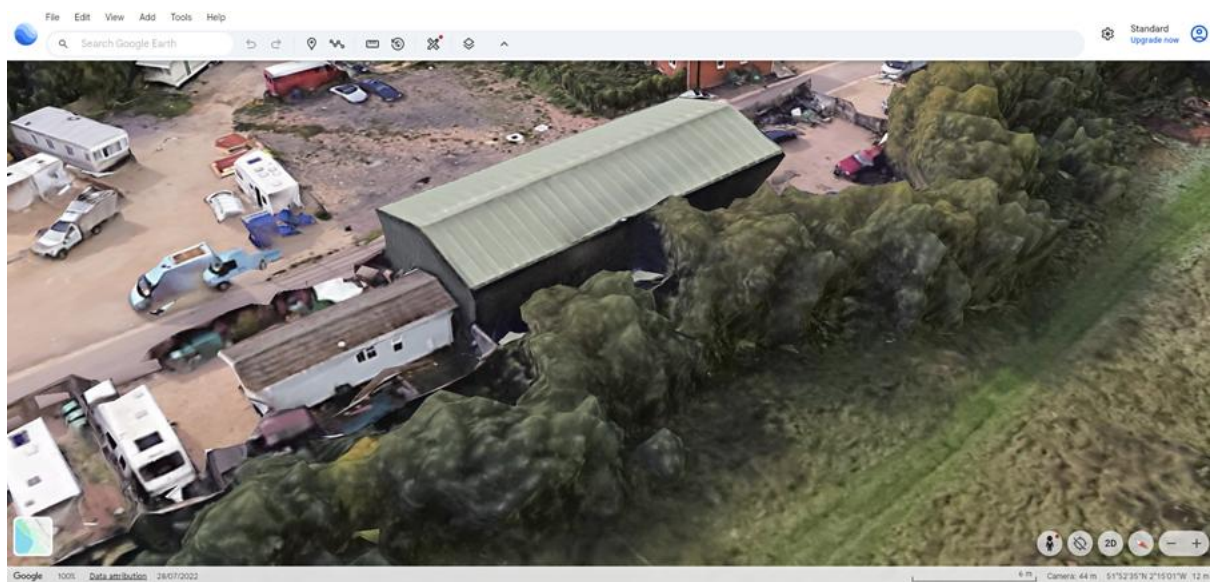 File Edit View Add Tools Help
Search Google Earth
Standard
Upgrade now
2D
Google 100% Data attribution 28/07/2022 6 m Camera: 44 m 51°52'35"N 2°15'01"W 12 m